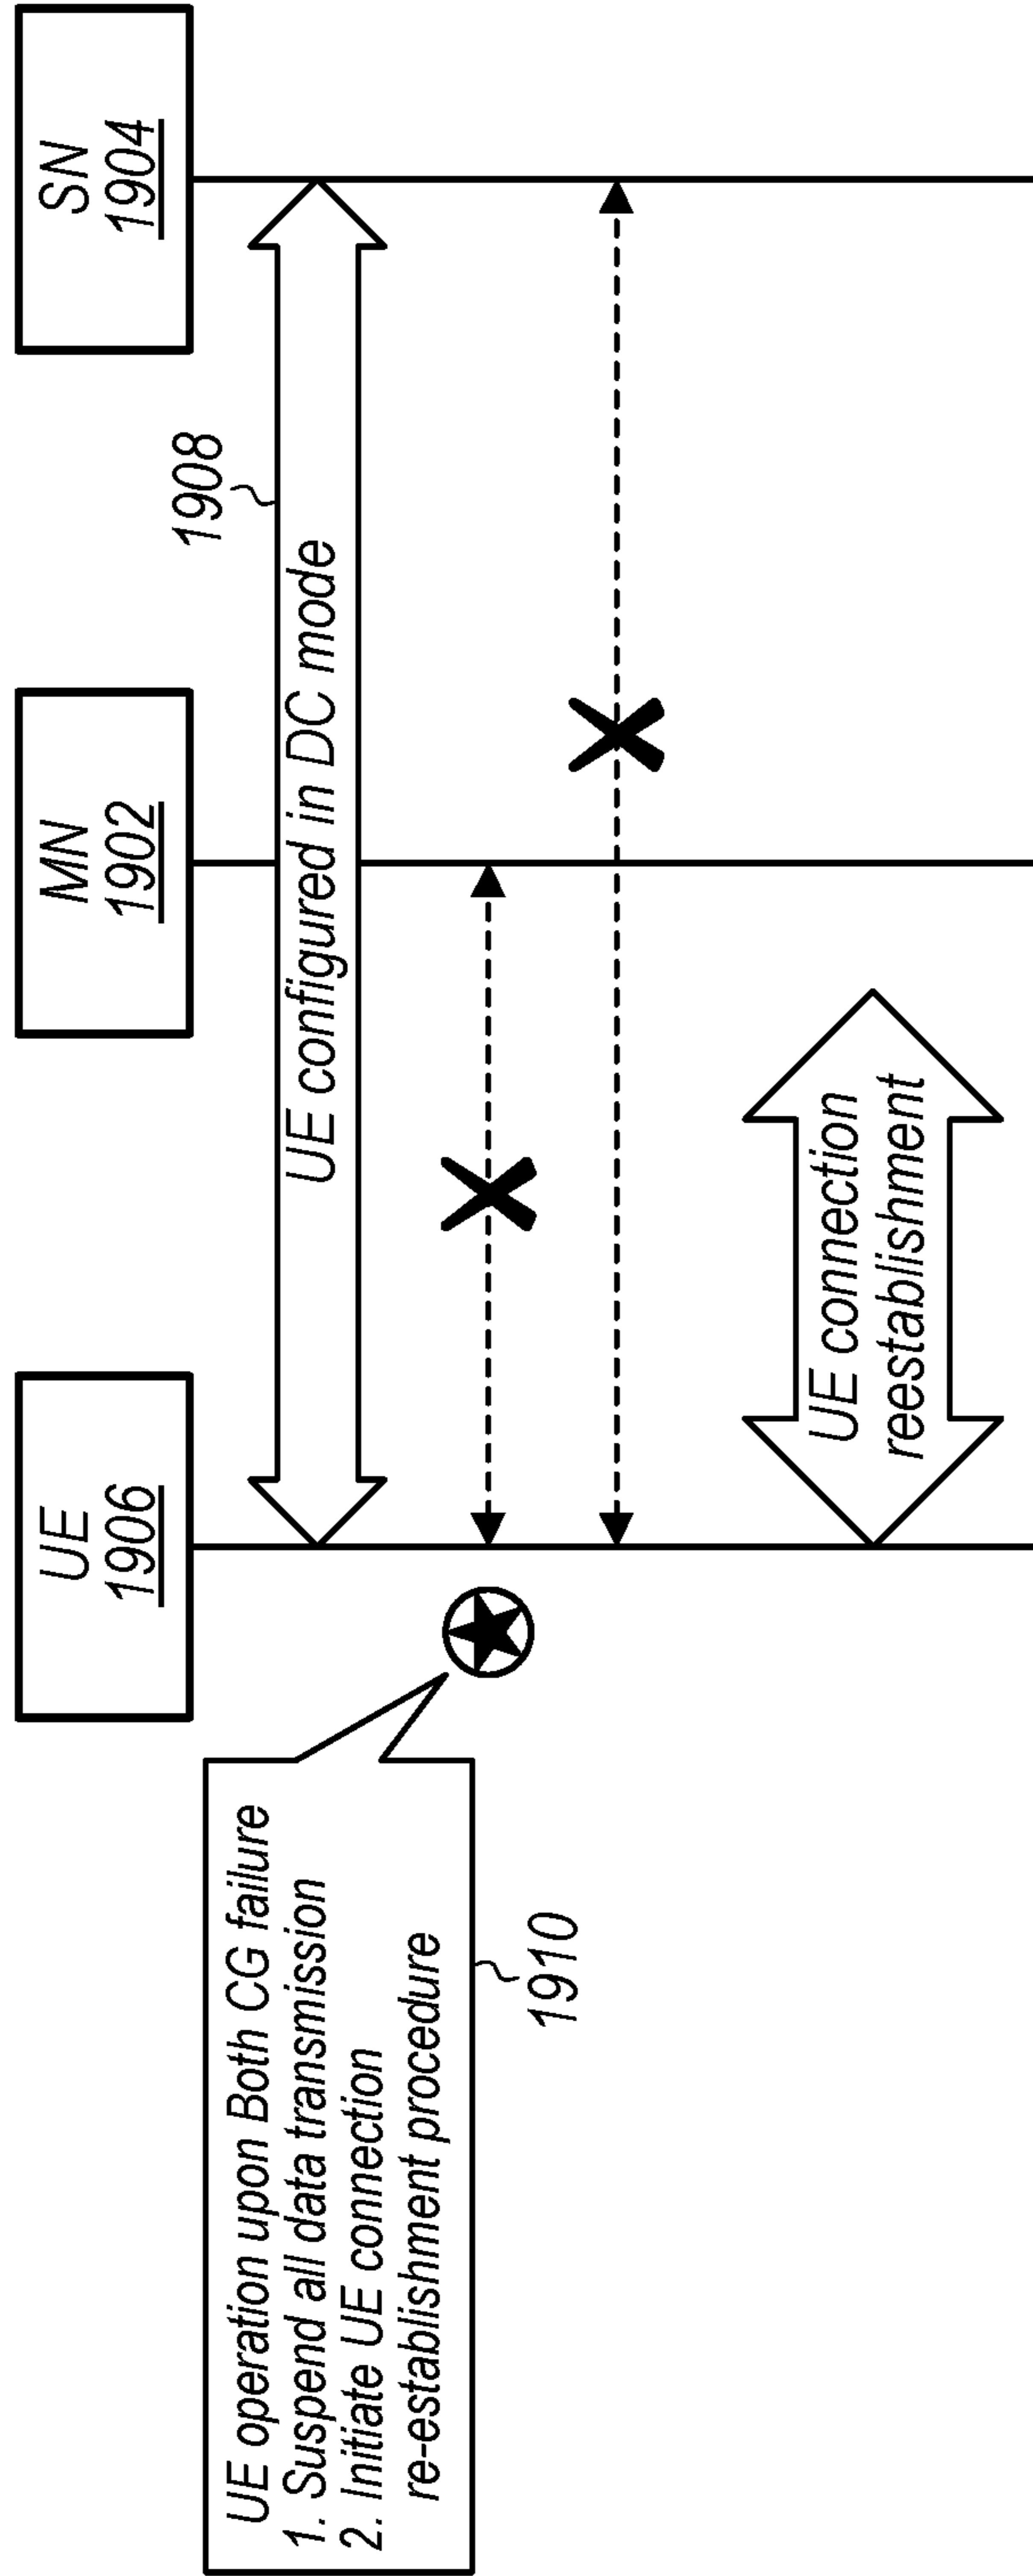 UE
1906
MN
1902
SN
1904
1908
UE configured in DC mode
UE operation upon Both CG failure
1. Suspend all data transmission
2. Initiate UE connection
re-establishment procedure
1910
UE connection
reestablishment